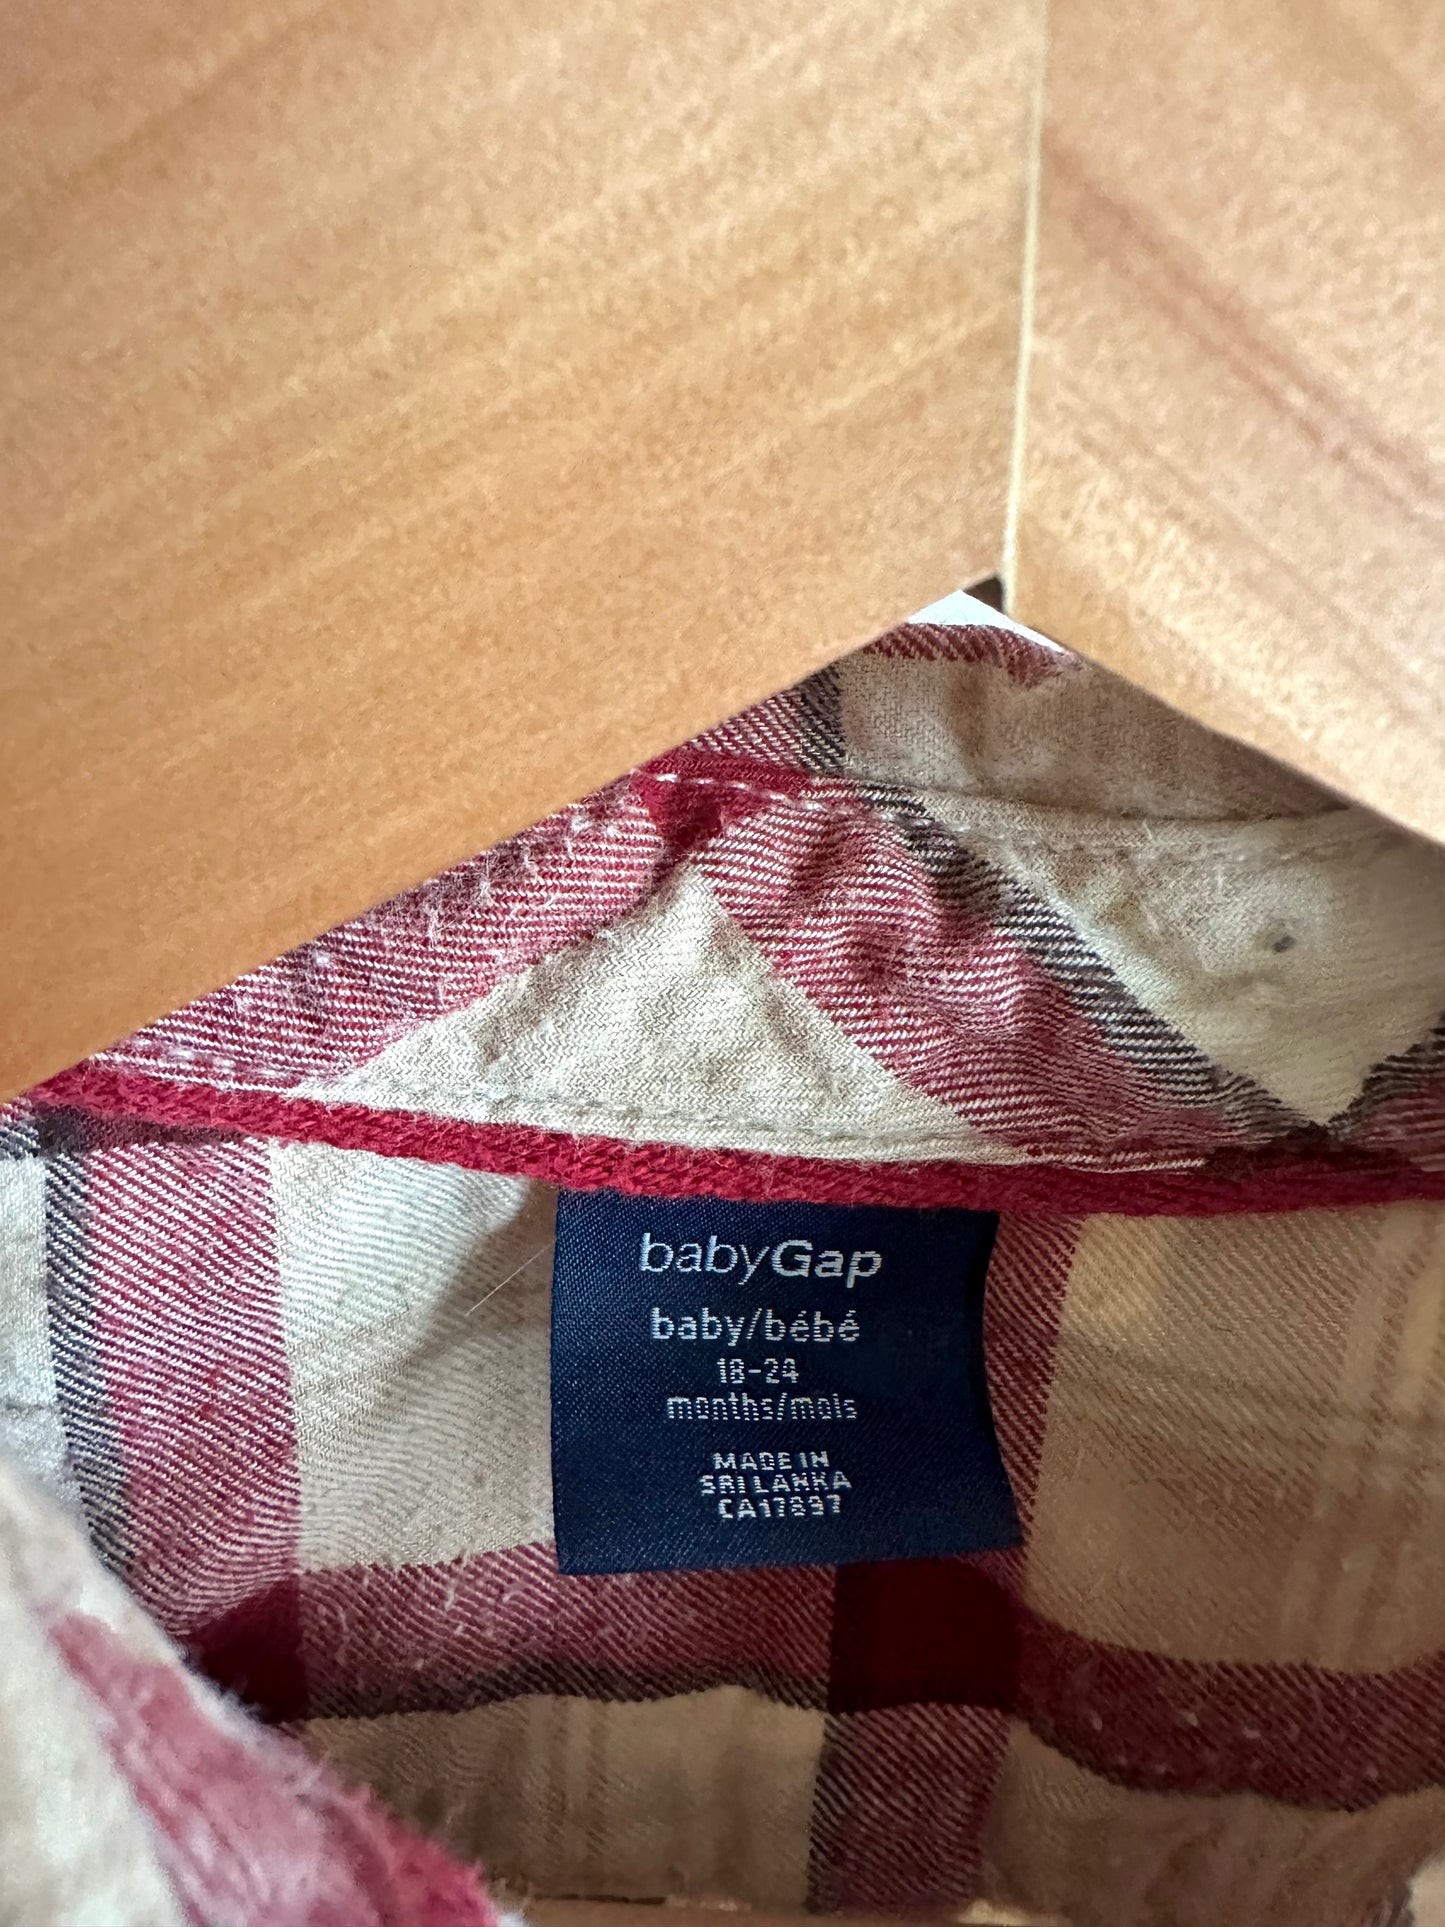 babyGap
baby/bébé
18-24
months/mois
MADE IN
SRI LANKA
CA17897